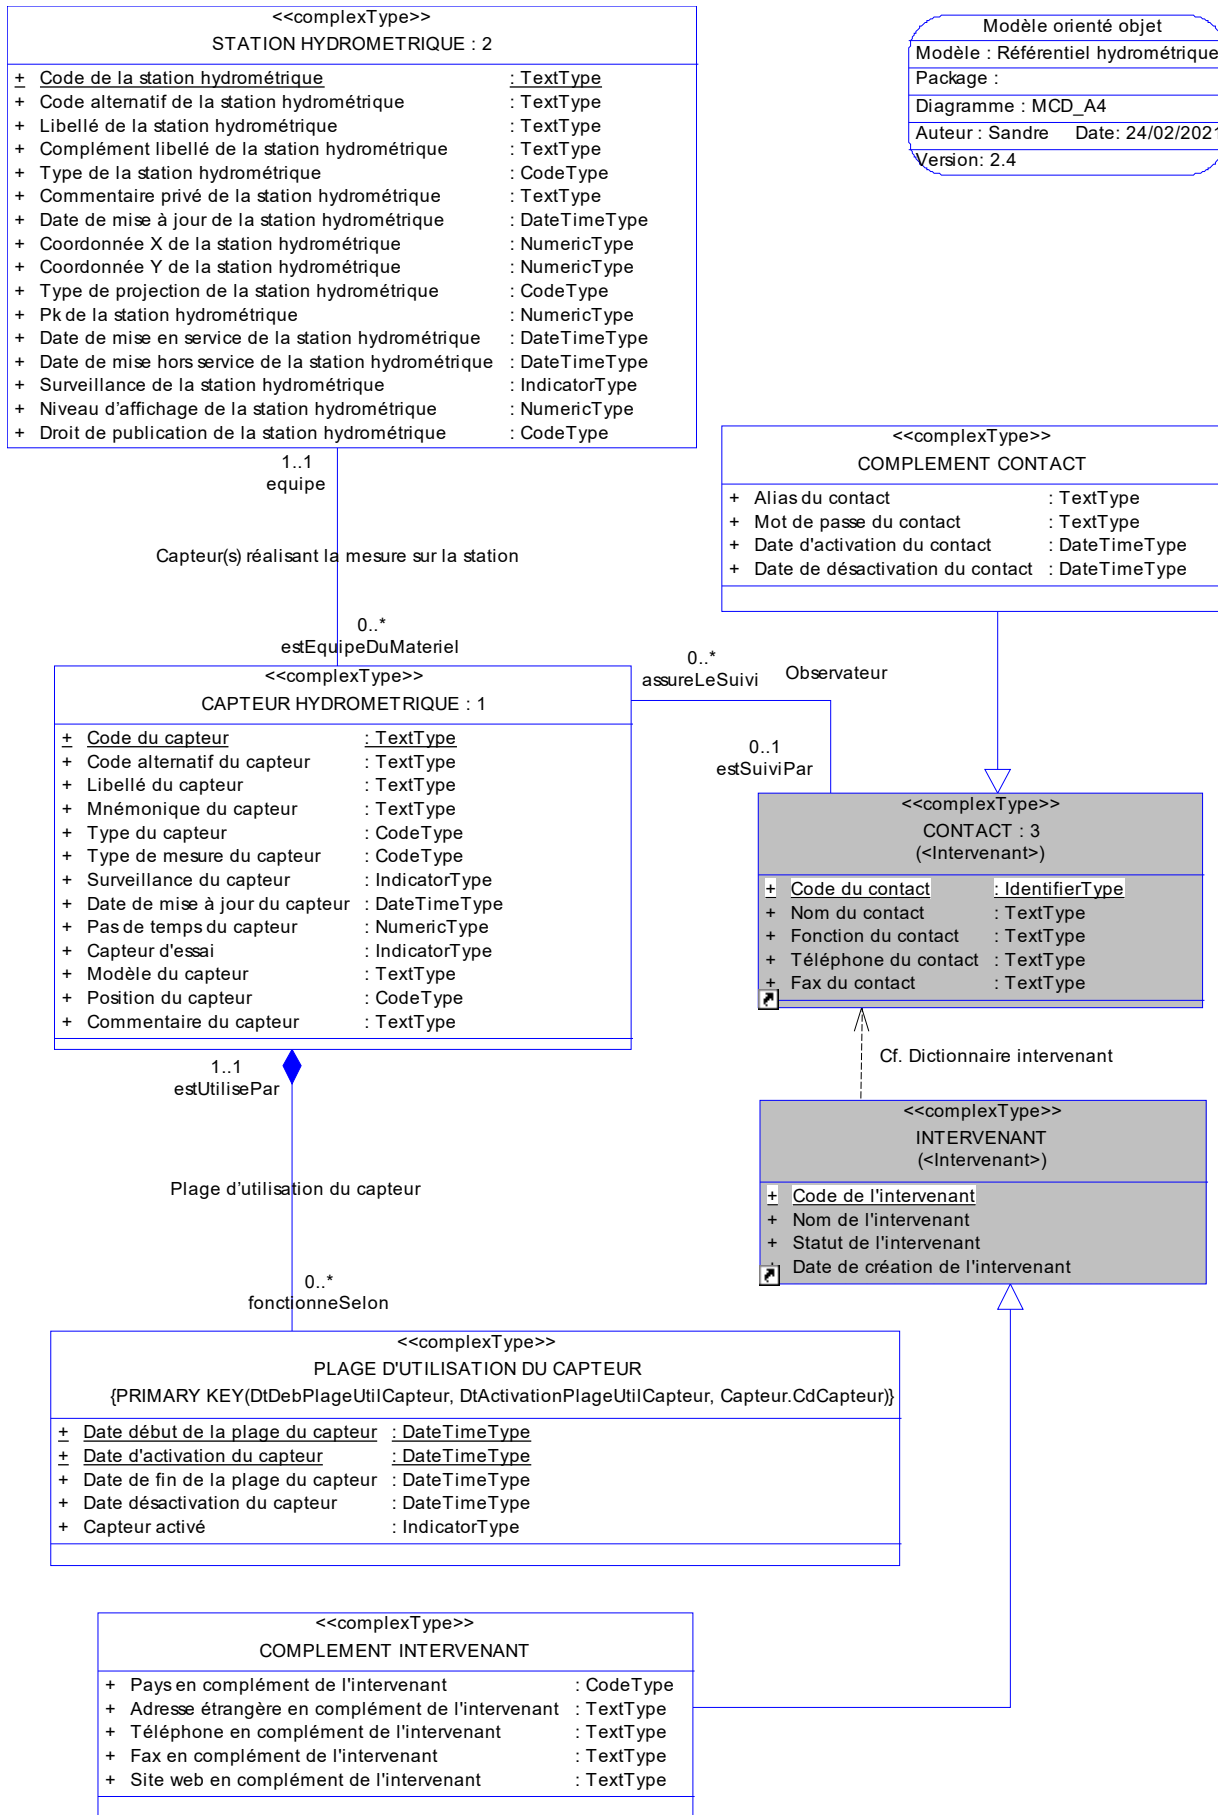 <<complexType>>
STATION HYDROMETRIQUE : 2
+ Code de la station hydrométrique : TextType
+ Code alternatif de la station hydrométrique : TextType
+ Libellé de la station hydrométrique : TextType
+ Complément libellé de la station hydrométrique : TextType
+ Type de la station hydrométrique : CodeType
+ Commentaire privé de la station hydrométrique : TextType
+ Date de mise à jour de la station hydrométrique : DateTimeType
+ Coordonnée X de la station hydrométrique : NumericType
+ Coordonnée Y de la station hydrométrique : NumericType
+ Type de projection de la station hydrométrique : CodeType
+ Pk de la station hydrométrique : NumericType
+ Date de mise en service de la station hydrométrique : DateTimeType
+ Date de mise hors service de la station hydrométrique : DateTimeType
+ Surveillance de la station hydrométrique : IndicatorType
+ Niveau d'affichage de la station hydrométrique : NumericType
+ Droit de publication de la station hydrométrique : CodeType
Modèle orienté objet
Modèle : Référentiel hydrométrique
Package :
Diagramme : MCD_A4
Auteur : Sandre Date: 24/02/2021
Version: 2.4
1..1
equipe
Capteur(s) réalisant la mesure sur la station
0..*
estEquipeDuMateriel
<<complexType>>
COMPLEMENT CONTACT
+ Alias du contact : TextType
+ Mot de passe du contact : TextType
+ Date d'activation du contact : DateTimeType
+ Date de désactivation du contact : DateTimeType
<<complexType>>
CAPTEUR HYDROMETRIQUE : 1
+ Code du capteur : TextType
+ Code alternatif du capteur : TextType
+ Libellé du capteur : TextType
+ Mnémonique du capteur : TextType
+ Type du capteur : CodeType
+ Type de mesure du capteur : CodeType
+ Surveillance du capteur : IndicatorType
+ Date de mise à jour du capteur : DateTimeType
+ Pas de temps du capteur : NumericType
+ Capteur d'essai : IndicatorType
+ Modèle du capteur : TextType
+ Position du capteur : CodeType
+ Commentaire du capteur : TextType
0..*
assureLeSuivi
Observateur
0..1
estSuiviPar
<<complexType>>
CONTACT : 3
(<Intervenant>)
+ Code du contact : IdentifierType
+ Nom du contact : TextType
+ Fonction du contact : TextType
+ Téléphone du contact : TextType
+ Fax du contact : TextType
Cf. Dictionnaire intervenant
<<complexType>>
INTERVENANT
(<Intervenant>)
+ Code de l'intervenant
+ Nom de l'intervenant
+ Statut de l'intervenant
+ Date de création de l'intervenant
1..1
estUtilisePar
Plage d'utilisation du capteur
0..*
fonctionneSelon
<<complexType>>
PLAGE D'UTILISATION DU CAPTEUR
{PRIMARY KEY(DtDebPlageUtilCapteur, DtActivationPlageUtilCapteur, Capteur.CdCapteur)}
+ Date début de la plage du capteur : DateTimeType
+ Date d'activation du capteur : DateTimeType
+ Date de fin de la plage du capteur : DateTimeType
+ Date désactivation du capteur : DateTimeType
+ Capteur activé : IndicatorType
<<complexType>>
COMPLEMENT INTERVENANT
+ Pays en complément de l'intervenant : CodeType
+ Adresse étrangère en complément de l'intervenant : TextType
+ Téléphone en complément de l'intervenant : TextType
+ Fax en complément de l'intervenant : TextType
+ Site web en complément de l'intervenant : TextType